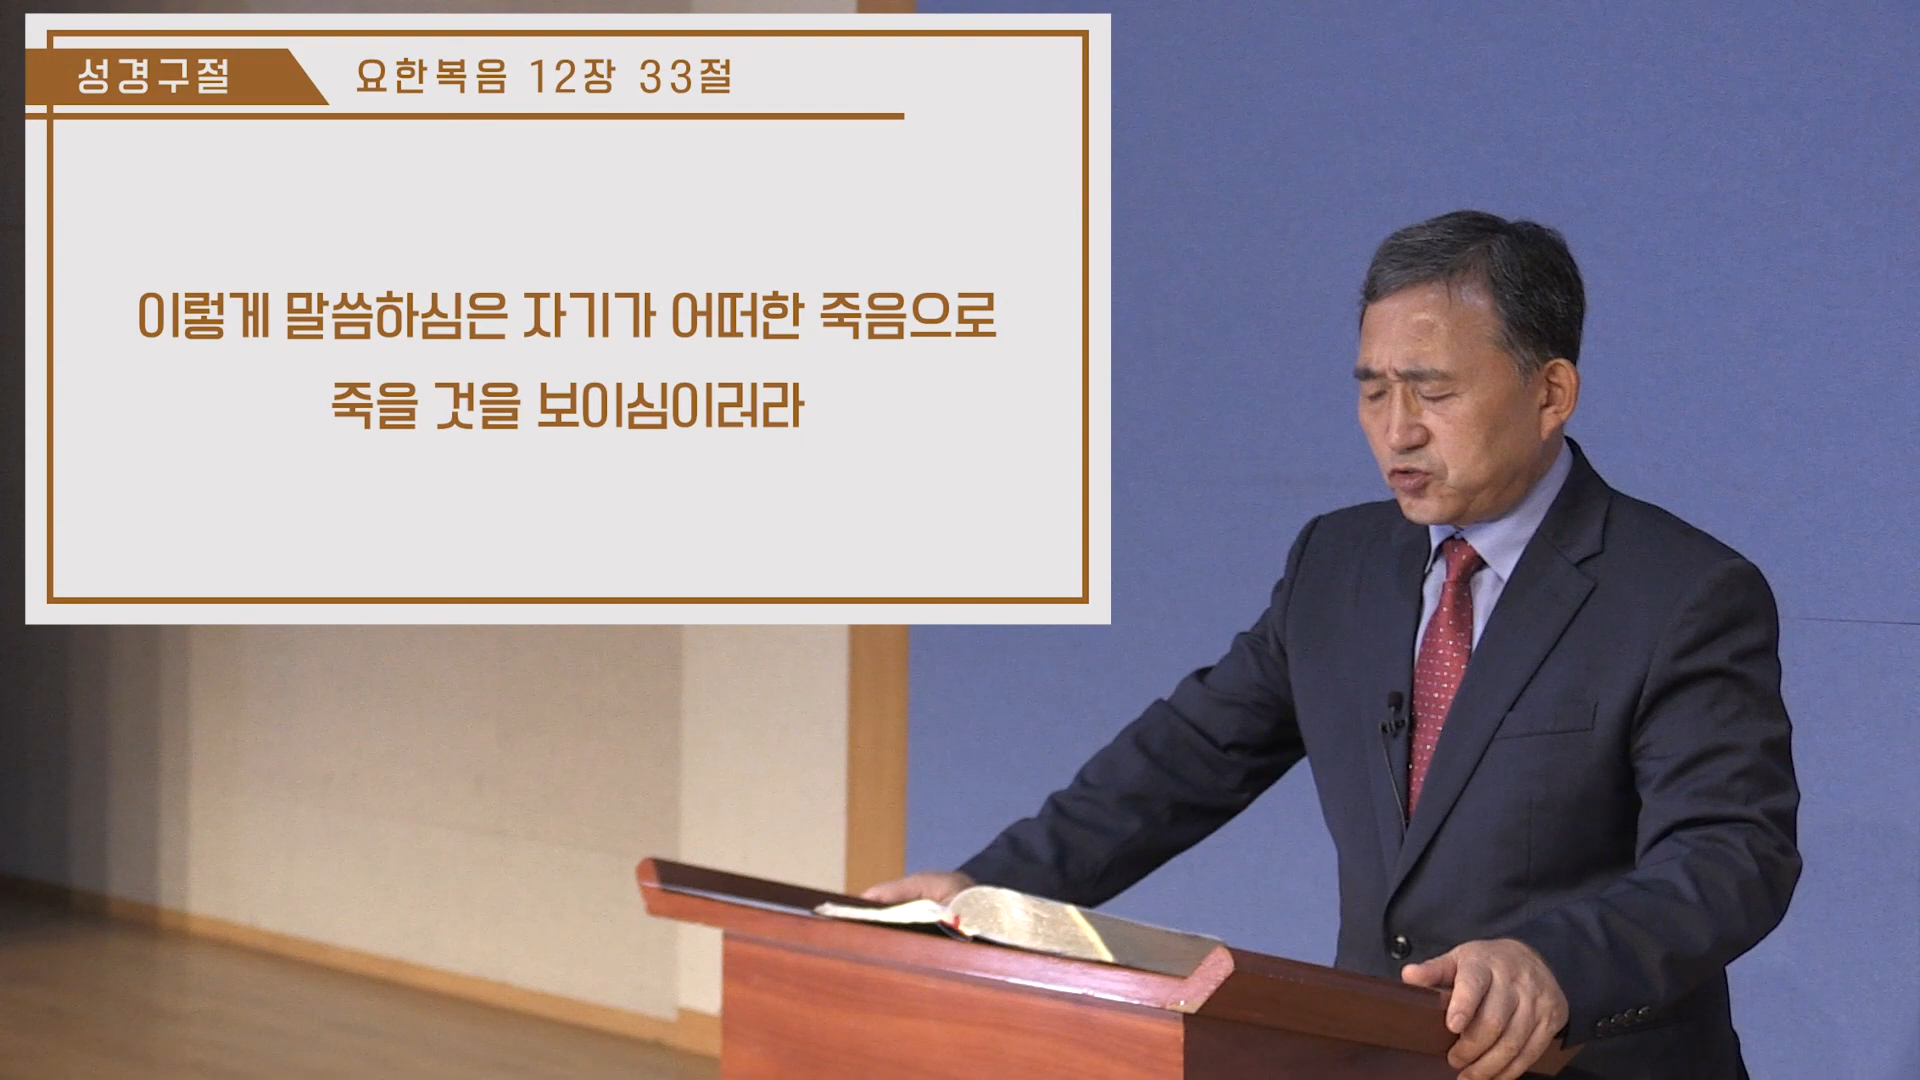 성경구절
요한복음 12장 33절
이렇게 말씀하심은 자기가 어떠한 죽음으로
죽을 것을 보이심이러라